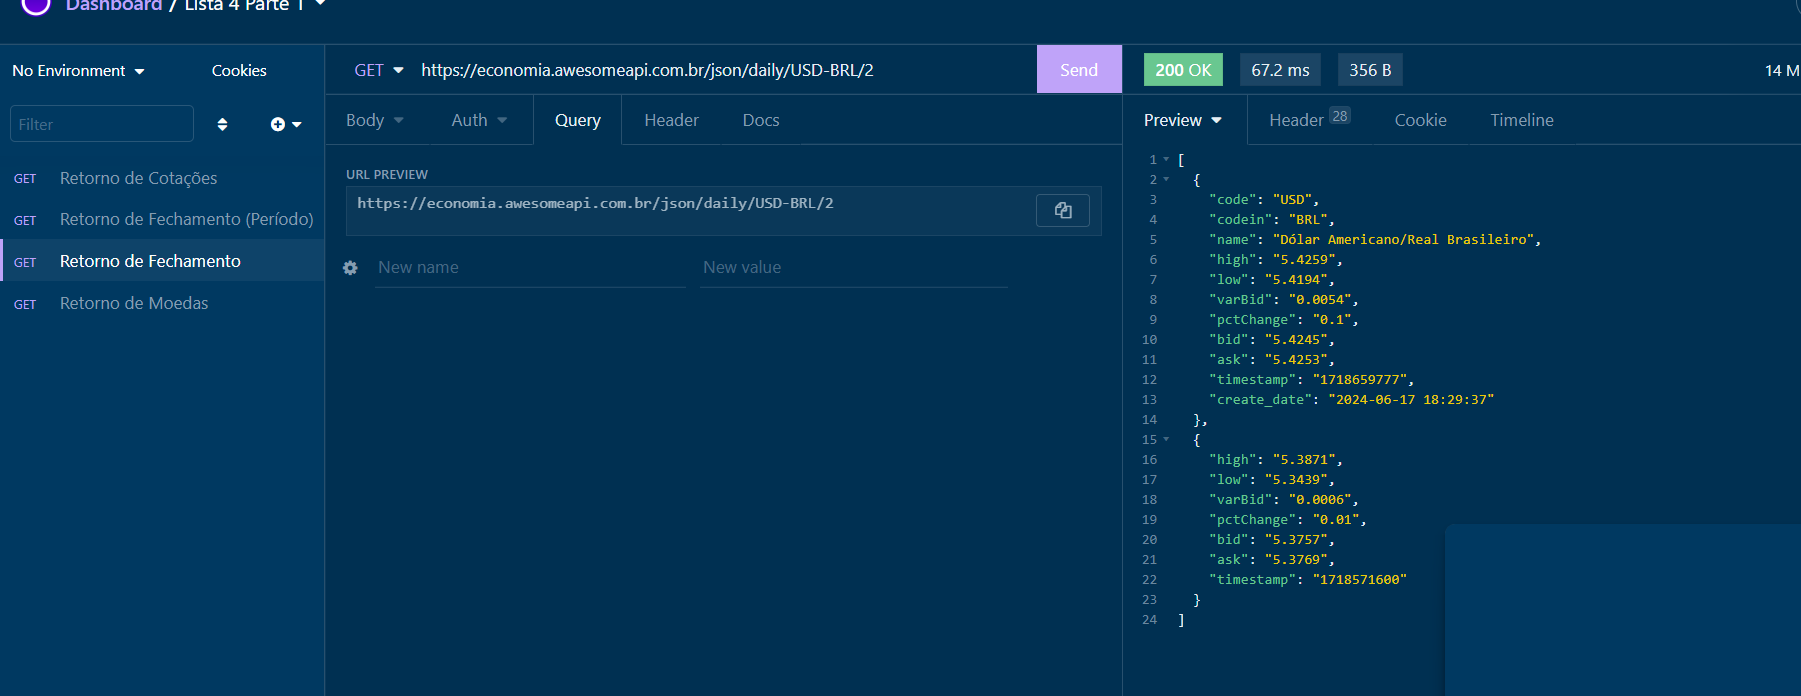 Dashboard / Lista 4 Parte 1
No Environment
Cookies
Filter
GET Retorno de Cotações
GET Retorno de Fechamento (Período)
GET Retorno de Fechamento
GET Retorno de Moedas
GET https://economia.awesomeapi.com.br/json/daily/USD-BRL/2
Send
Body Auth Query Header Docs
URL PREVIEW
https://economia.awesomeapi.com.br/json/daily/USD-BRL/2
New name New value
200 OK 67.2 ms 356 B
14 M
Preview Header 28 Cookie Timeline
1 [
2 {
3 "code": "USD",
4 "codein": "BRL",
5 "name": "Dólar Americano/Real Brasileiro",
6 "high": "5.4259",
7 "low": "5.4194",
8 "varBid": "0.0054",
9 "pctChange": "0.1",
10 "bid": "5.4245",
11 "ask": "5.4253",
12 "timestamp": "1718659777",
13 "create_date": "2024-06-17 18:29:37"
14 },
15 {
16 "high": "5.3871",
17 "low": "5.3439",
18 "varBid": "0.0006",
19 "pctChange": "0.01",
20 "bid": "5.3757",
21 "ask": "5.3769",
22 "timestamp": "1718571600"
23 }
24 ]